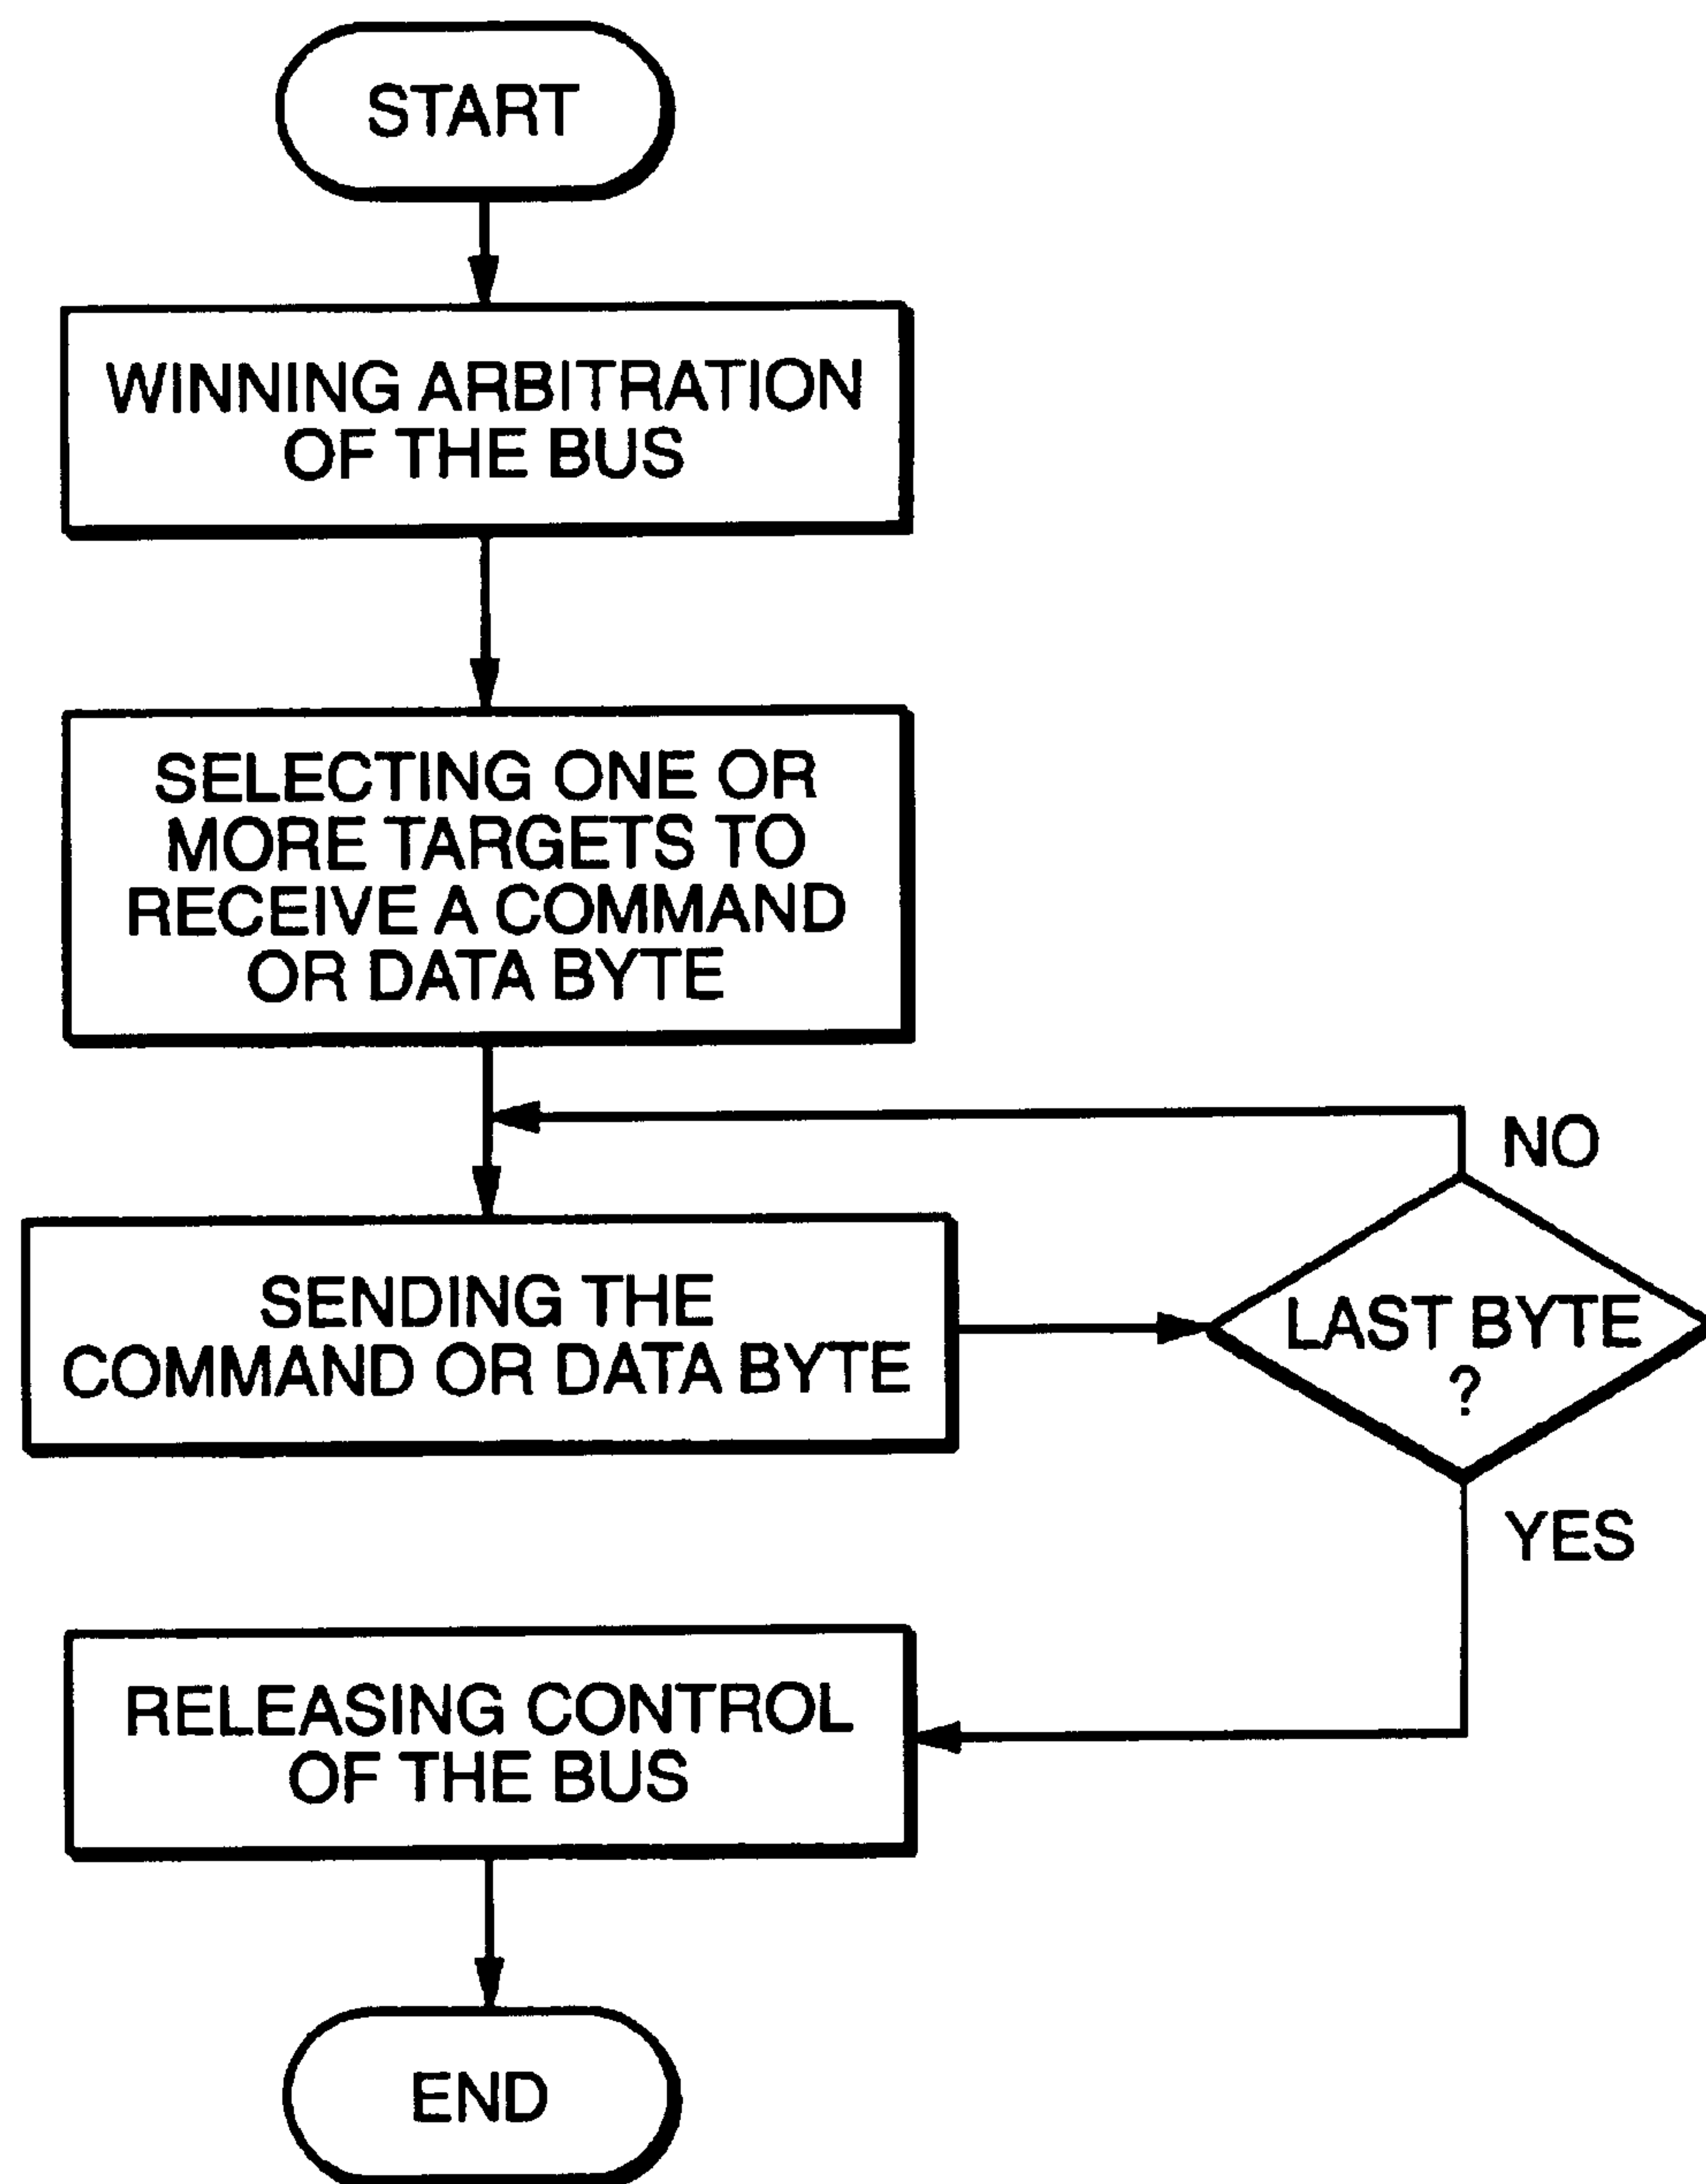 START
WINNING ARBITRATION
OF THE BUS
SELECTING ONE OR
MORE TARGETS TO
RECEIVE A COMMAND
OR DATA BYTE
NO
SENDING THE
COMMAND OR DATA BYTE
LAST BYTE
?
YES
RELEASING CONTROL
OF THE BUS
END